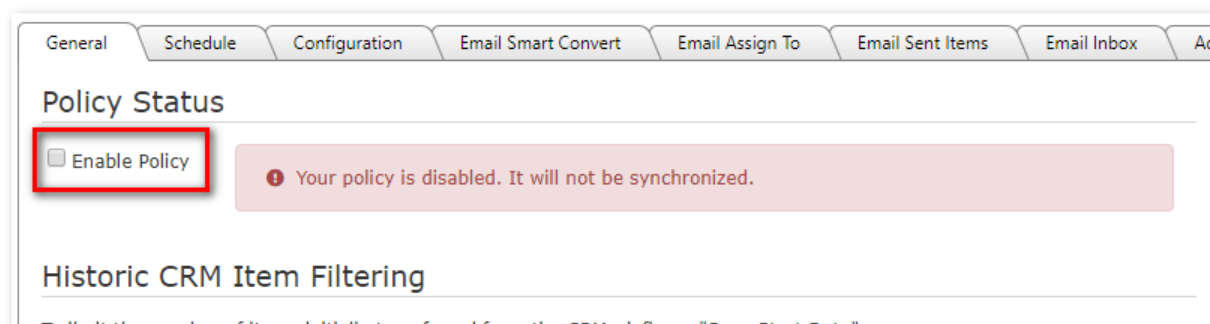 General Schedule Configuration Email Smart Convert Email Assign To Email Sent Items Email Inbox
Policy Status
Enable Policy
Your policy is disabled. It will not be synchronized.
Historic CRM Item Filtering